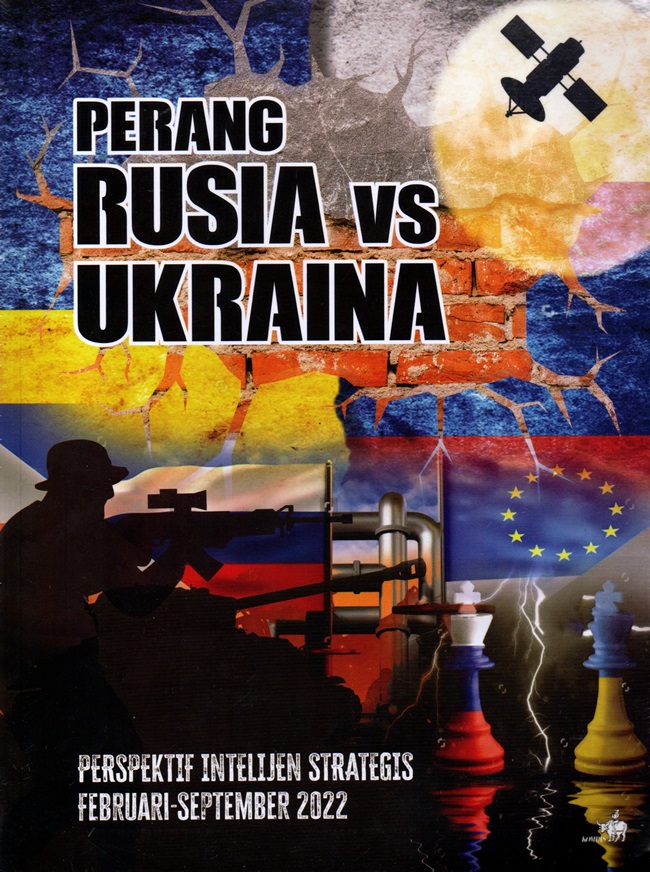 PERANG
RUSIA VS
UKRAINA
PERSPEKTIF INTELIJEN STRATEGIS
FEBRUARI-SEPTEMBER 2022